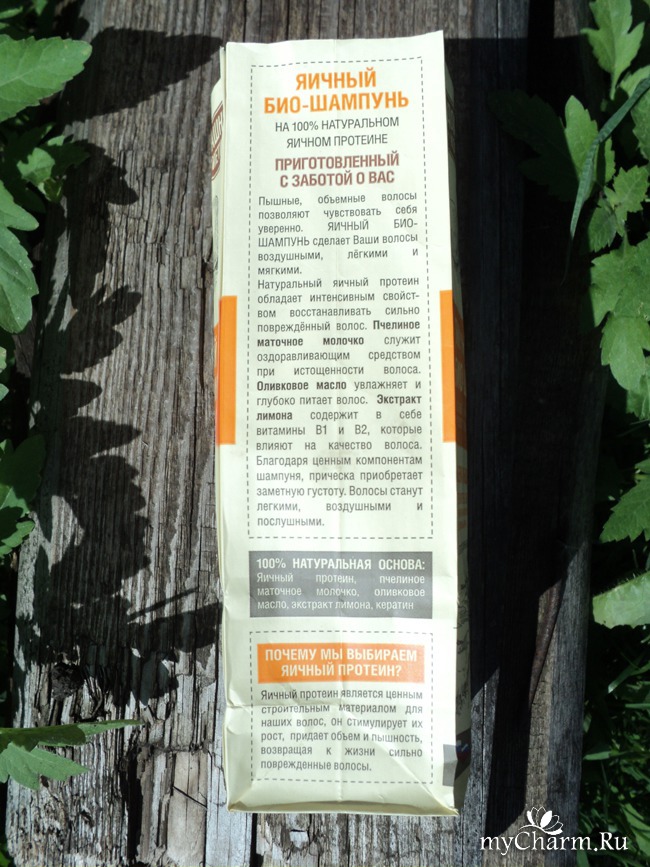 ЯИЧНЫЙ
БИО-ШАМПУНЬ
НА 100% НАТУРАЛЬНОМ
ЯИЧНОМ ПРОТЕИНЕ
ПРИГОТОВЛЕННЫЙ
С ЗАБОТОЙ О ВАС
Пышные, объемные волосы
позволяют чувствовать себя
уверенно. ЯИЧНЫЙ БИО-
ШАМПУНЬ сделает Ваши волосы
воздушными, лёгкими и
мягкими.
Натуральный яичный протеин
обладает интенсивным свойст-
вом восстанавливать сильно
повреждённый волос. Пчелиное
маточное молочко служит
оздоравливающим средством
при истощенности волоса.
Оливковое масло увлажняет и
глубоко питает волос. Экстракт
лимона содержит в себе
витамины В1 и В2, которые
влияют на качество волоса.
Благодаря ценным компонентам
шампуня, прическа приобретает
заметную густоту. Волосы станут
легкими, воздушными и
послушными.
100% НАТУРАЛЬНАЯ ОСНОВА:
Яичный протеин, пчелиное
маточное молочко, оливковое
масло, экстракт лимона, кератин
ПОЧЕМУ МЫ ВЫБИРАЕМ
ЯИЧНЫЙ ПРОТЕИН?
Яичный протеин является ценным
строительным материалом для
наших волос, он стимулирует их
рост, придает объем и пышность,
возвращая к жизни сильно
поврежденные волосы.
myCharm.Ru